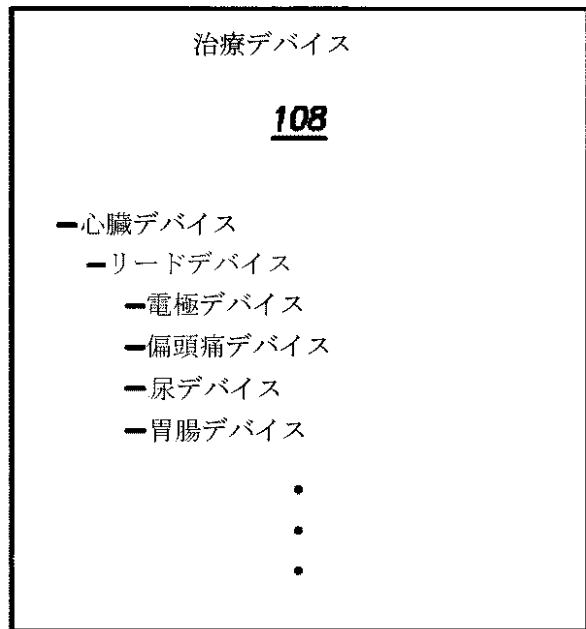 治療デバイス
108
ー心臓デバイス
ーリードデバイス
ー電極デバイス
ー偏頭痛デバイス
ー尿デバイス
ー胃腸デバイス
•
•
•